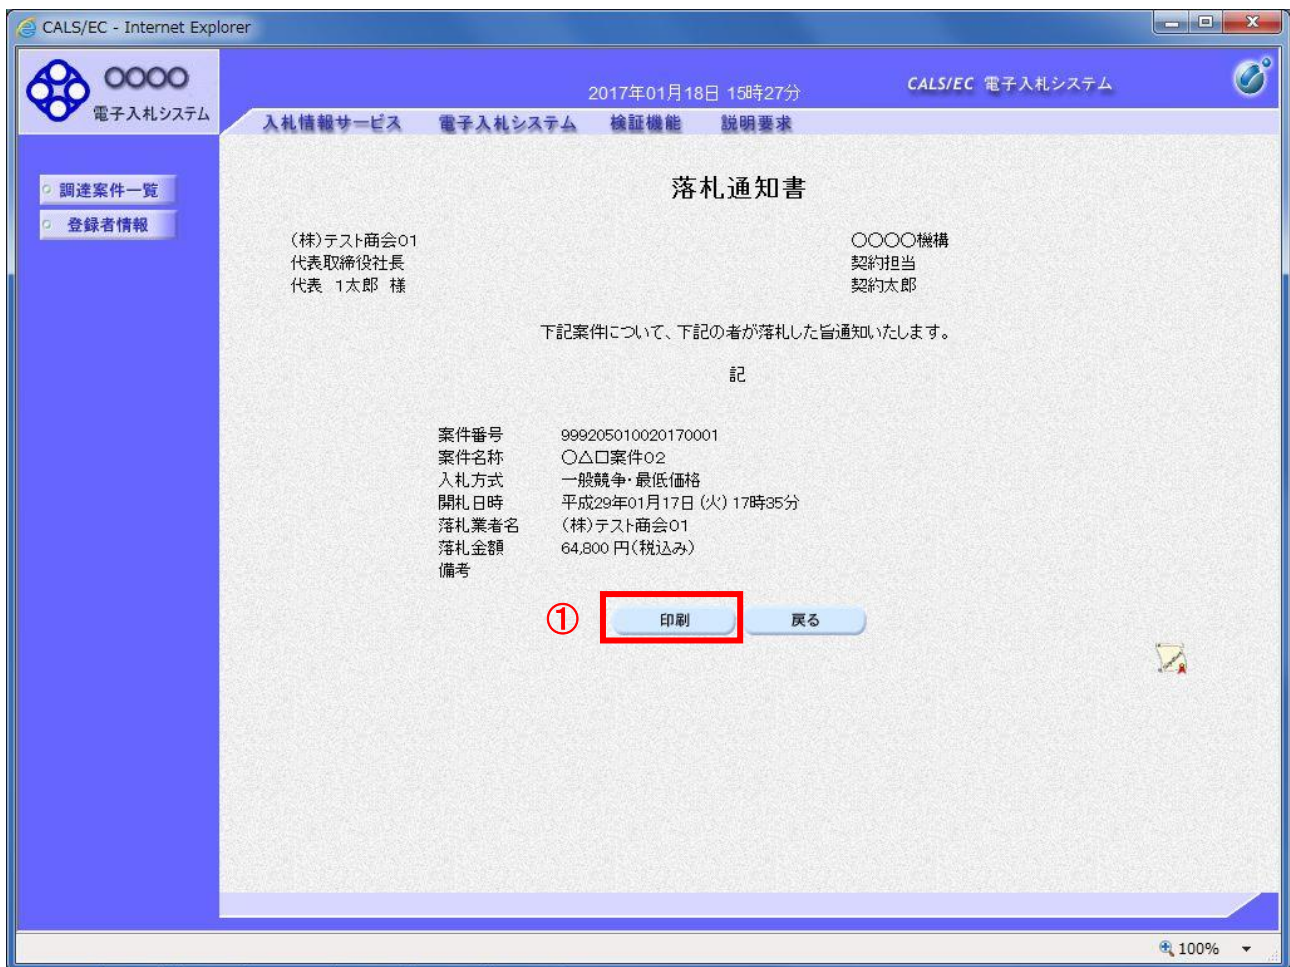 CALS/EC - Internet Explorer
○○○○
電子入札システム
2017年01月18日 15時27分
CALS/EC 電子入札システム
入札情報サービス 電子入札システム 検証機能 説明要求
調達案件一覧
登録者情報
落札通知書
(株)テスト商会01
代表取締役社長
代表 1太郎 様
○○○○機構
契約担当
契約太郎
下記案件について、下記の者が落札した旨通知いたします。
記
案件番号 999205010020170001
案件名称 ○△□案件02
入札方式 一般競争・最低価格
開札日時 平成29年01月17日 (火) 17時35分
落札業者名 (株)テスト商会01
落札金額 64,800 円(税込み)
備考
① 印刷 戻る
100%